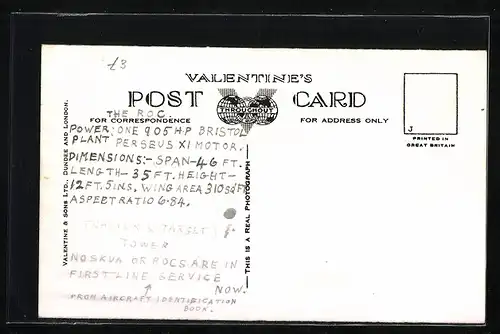 £3
VALENTINE'S
POST CARD
THROUGHOUT
FOR CORRESPONDENCE
FOR ADDRESS ONLY
J
PRINTED IN
GREAT BRITAIN
VALENTINE & SONS LTD., DUNDEE AND LONDON.
THIS IS A REAL PHOTOGRAPH
THE ROC.
POWER: ONE 905 H.P BRISTOL
PLANT PERSEUS XI MOTOR.
DIMENSIONS:- SPAN-46 FT.
LENGTH-35 FT. HEIGHT-
12 FT. 5 INS. WING AREA 310 SQ FT
ASPECT RATIO 6.84.
& TARGET
TOWER
NO SKUA OR ROCS ARE IN
FIRST LINE SERVICE
NOW.
FROM AIRCRAFT IDENTIFICATION
BOOK.